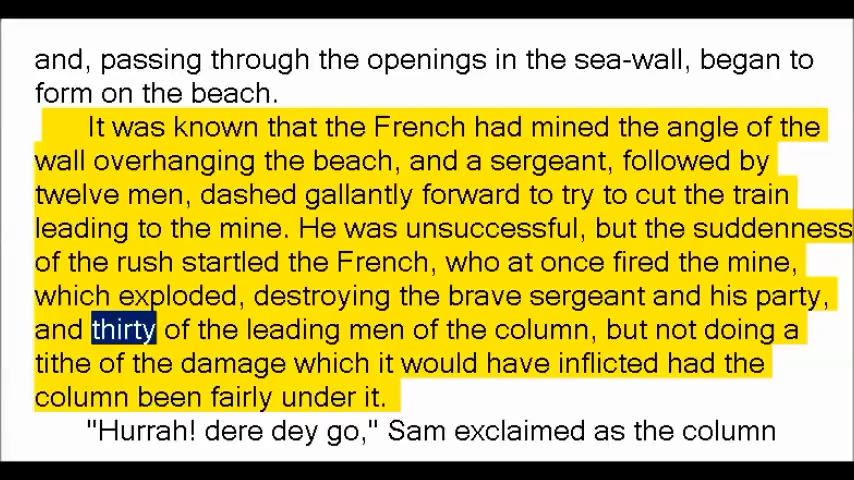 and, passing through the openings in the sea-wall, began to
form on the beach.
It was known that the French had mined the angle of the
wall overhanging the beach, and a sergeant, followed by
twelve men, dashed gallantly forward to try to cut the train
leading to the mine. He was unsuccessful, but the suddenness
of the rush startled the French, who at once fired the mine,
which exploded, destroying the brave sergeant and his party,
and thirty of the leading men of the column, but not doing a
tithe of the damage which it would have inflicted had the
column been fairly under it.
"Hurrah! dere dey go," Sam exclaimed as the column